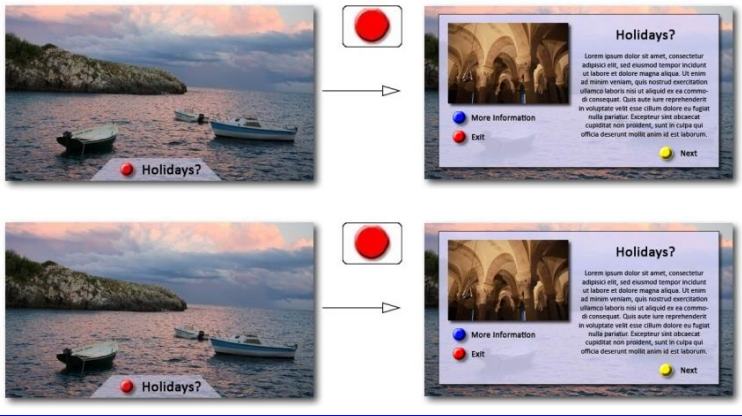 Holidays?
Holidays?
Lorem ipsum dolor sit amet, consectetur
adipisci elit, sed eiusmod tempor incidunt
ut labore et dolore magna aliqua. Ut enim
ad minim veniam, quis nostrud exercitation
ullamco laboris nisi ut aliquid ex ea commo-
di consequat. Quis aute iure reprehenderit
in voluptate velit esse cillum dolore eu fugiat
nulla pariatur. Excepteur sint obcaecat
cupiditat non proident, sunt in culpa qui
officia deserunt mollit anim id est laborum.
More Information
Exit
Next
Holidays?
Holidays?
Lorem ipsum dolor sit amet, consectetur
adipisci elit, sed eiusmod tempor incidunt
ut labore et dolore magna aliqua. Ut enim
ad minim veniam, quis nostrud exercitation
ullamco laboris nisi ut aliquid ex ea commo-
di consequat. Quis aute iure reprehenderit
in voluptate velit esse cillum dolore eu fugiat
nulla pariatur. Excepteur sint obcaecat
cupiditat non proident, sunt in culpa qui
officia deserunt mollit anim id est laborum.
More Information
Exit
Next